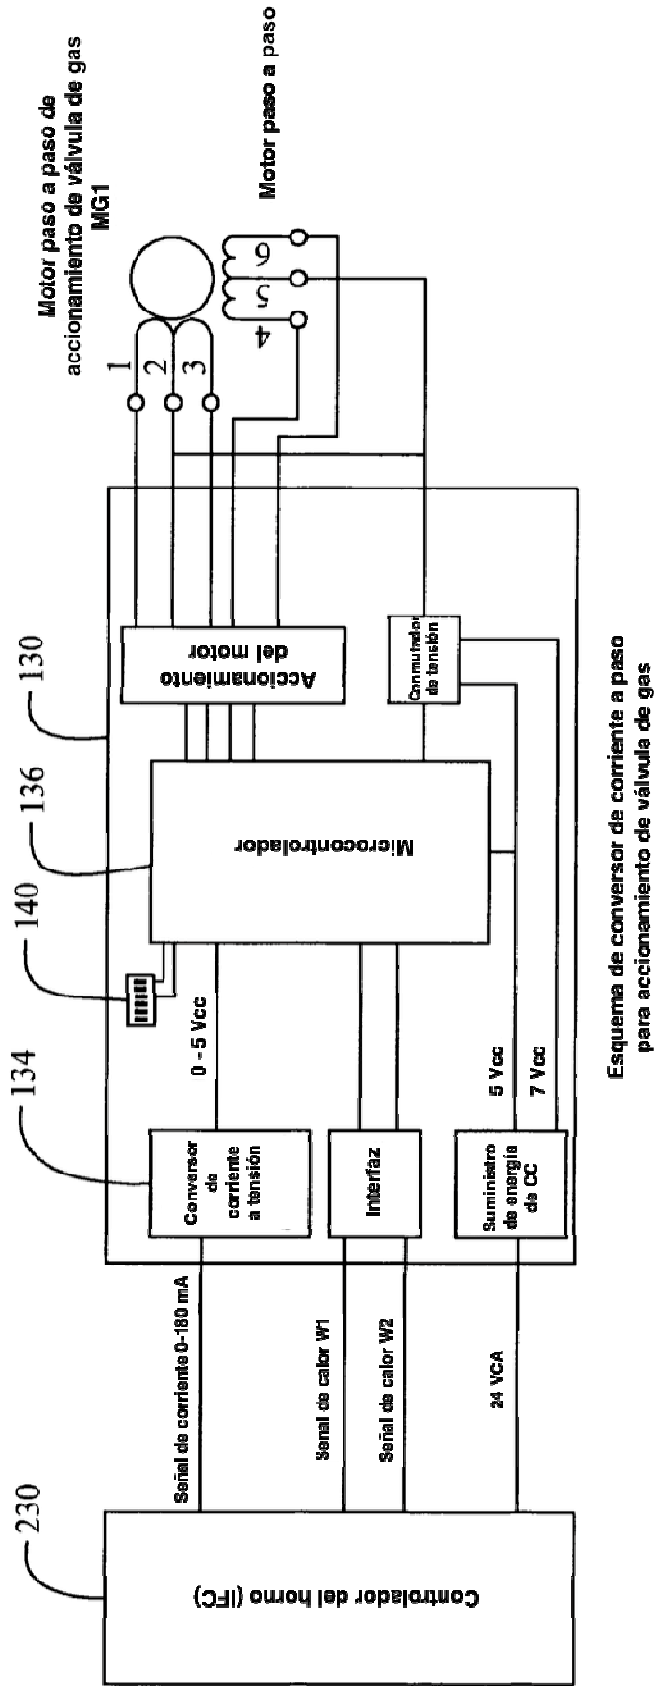 Motor paso a paso de
accionamiento de válvula de gas
MG1
Motor paso a paso
1
2
3
4
5
6
130
136
140
134
230
Accionamiento
del motor
Conmutador
de tensión
Microcontrolador
0 - 5 Vcc
5 Vcc
7 Vcc
Conversor
de
corriente
a tensión
Interfaz
Suministro
de energía
de CC
Señal de corriente 0-180 mA
Senal de calor W1
Señal de calor W2
24 VCA
Controlador del horno (IFC)
Esquema de conversor de corriente a paso
para accionamiento de válvula de gas